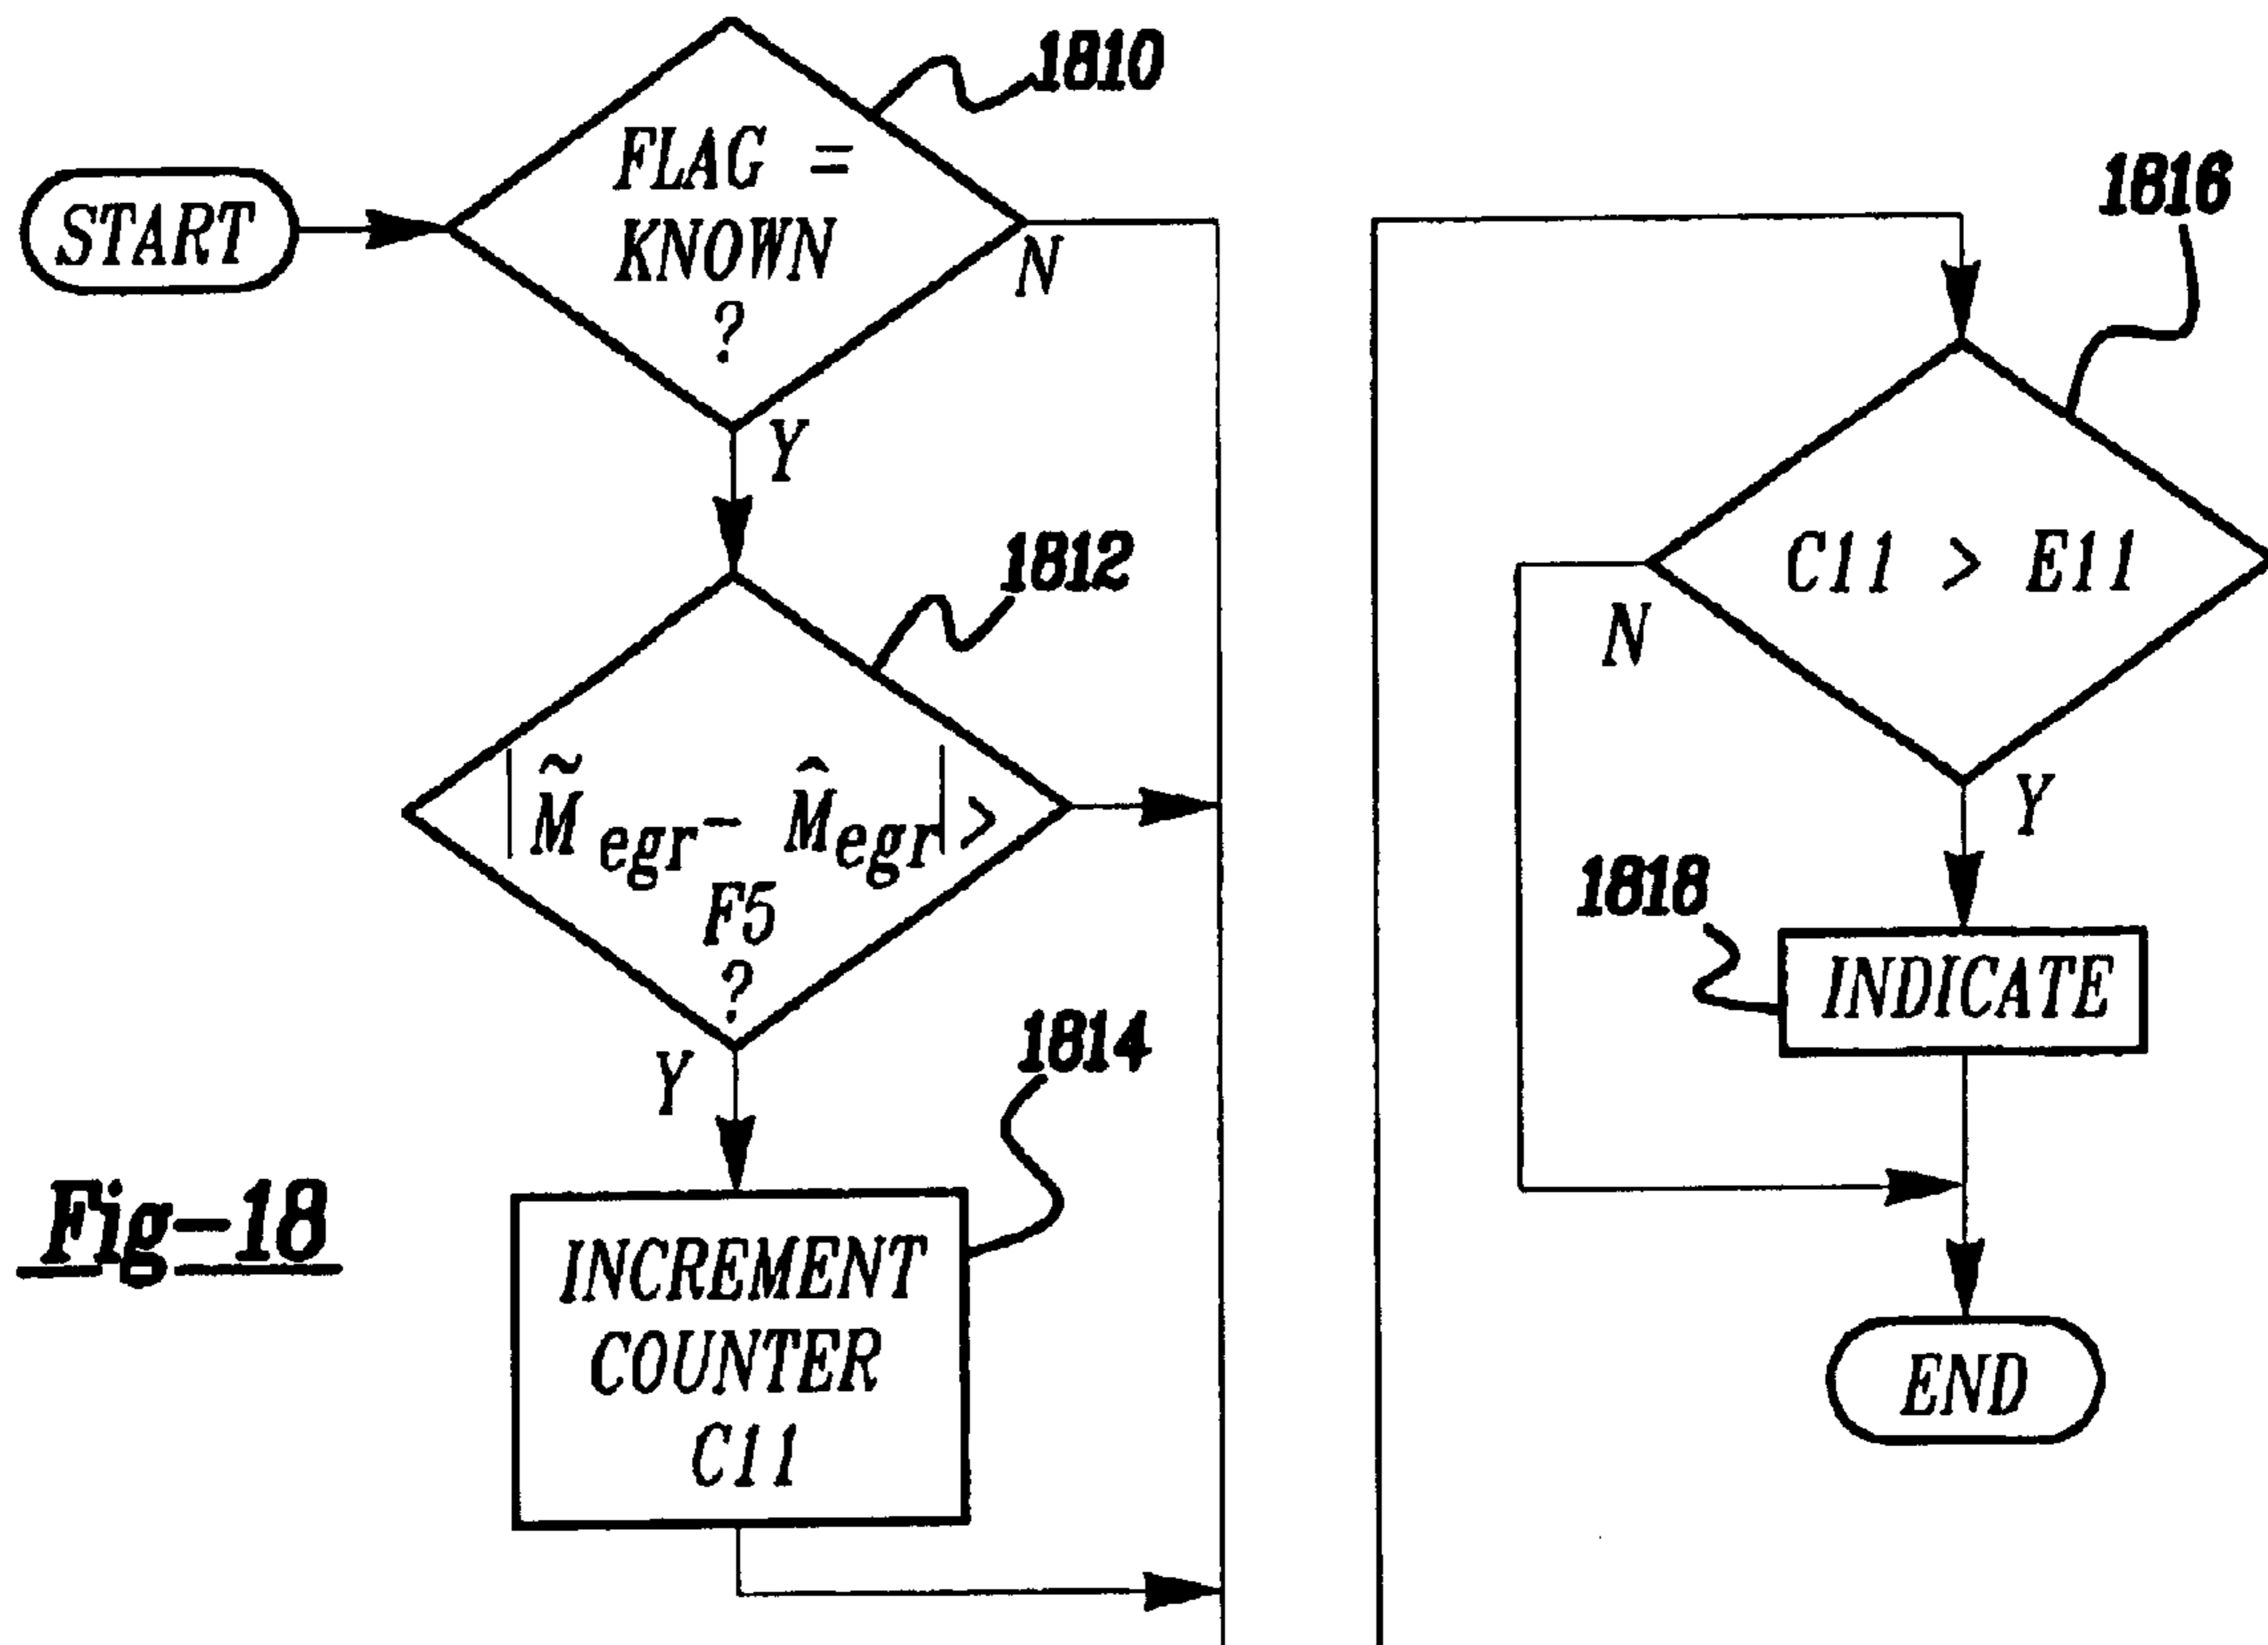 1810
FLAG =
KNOWN
?
START
N
Y
1812
| M̃ egr - M̂ egr | >
F5
?
Y
1814
INCREMENT
COUNTER
C11
Fig-18
1816
C11 > E11
N
Y
1818
INDICATE
END